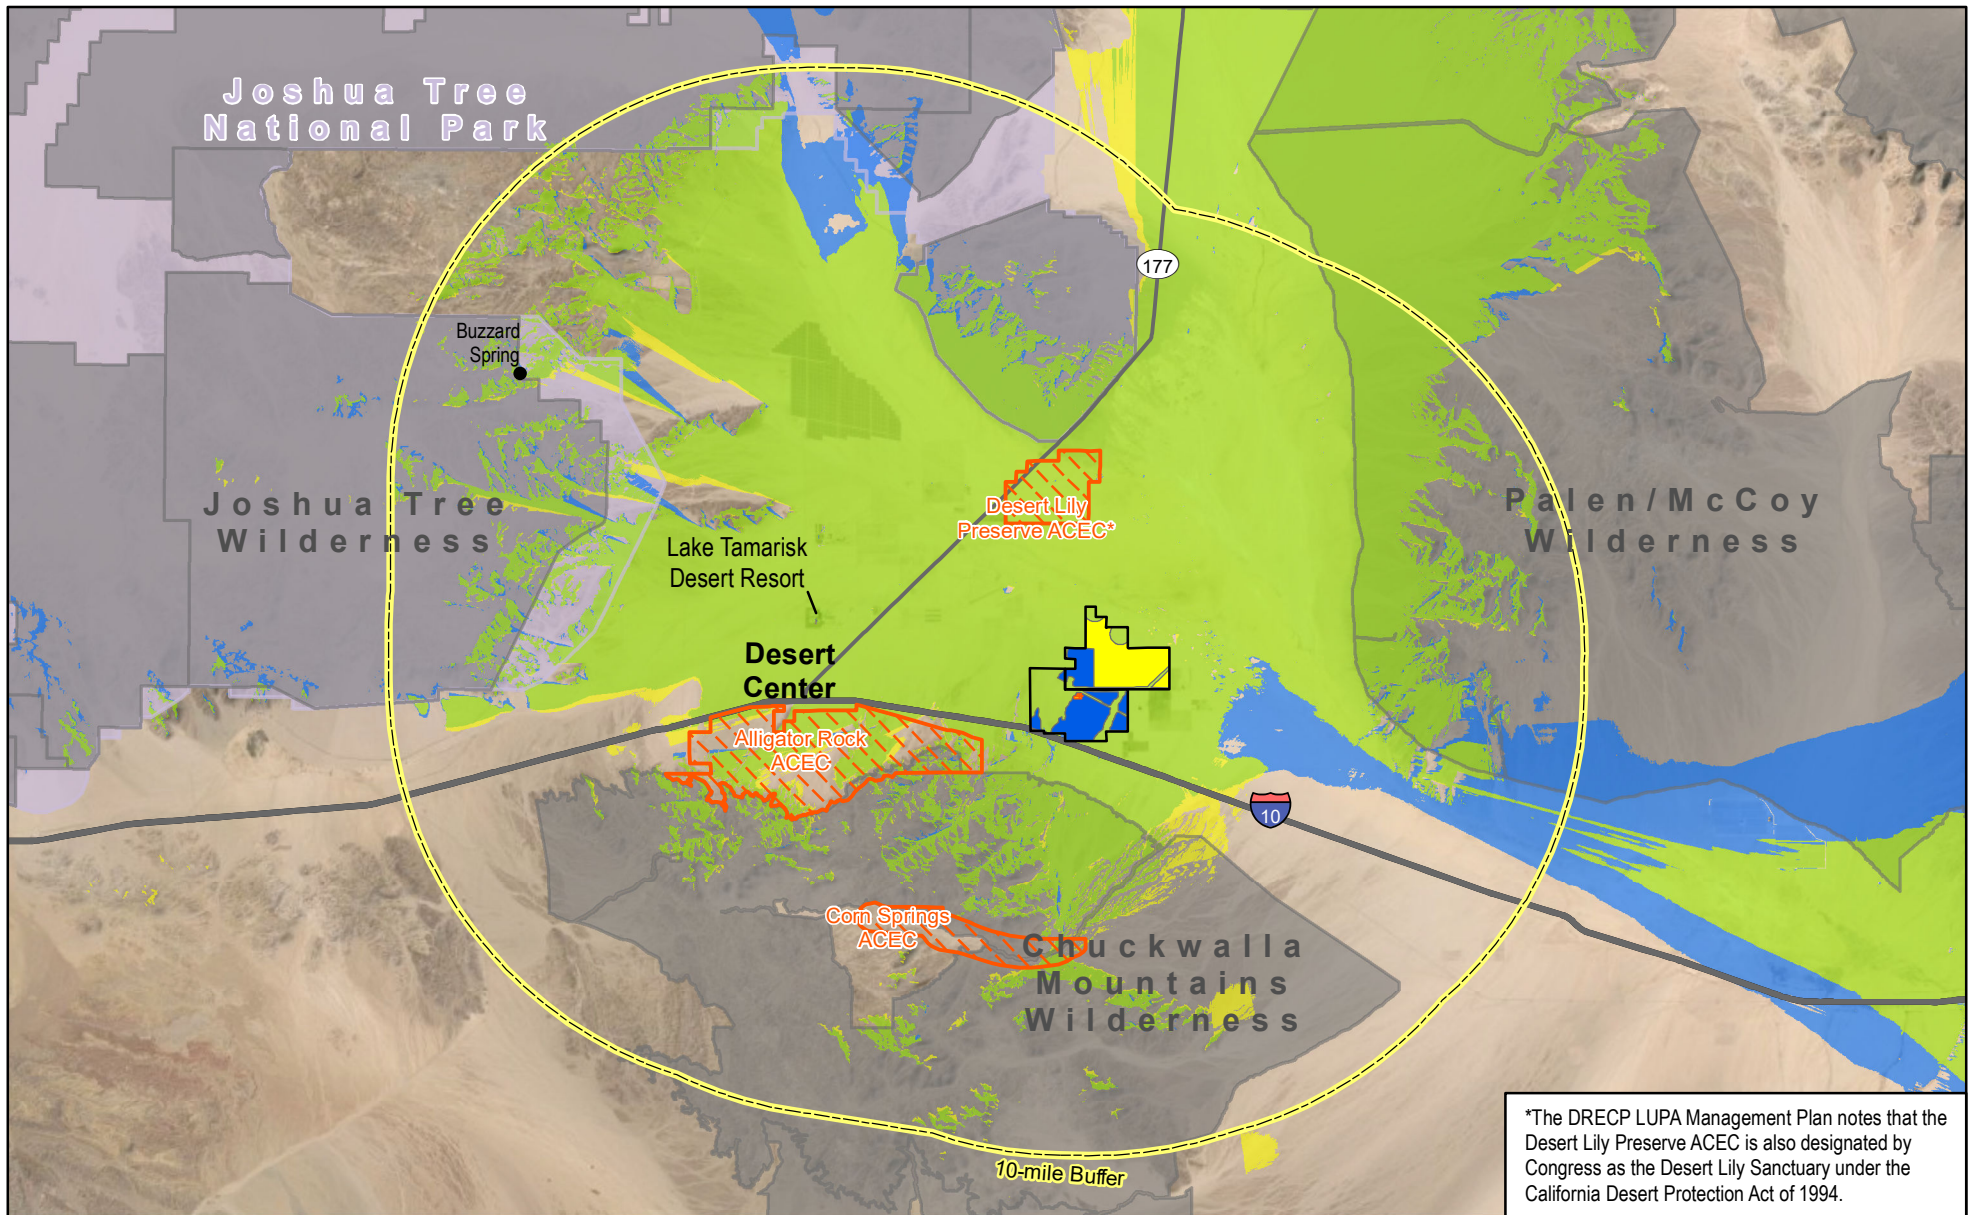 Joshua Tree
National Park
177
Buzzard
Spring
Joshua Tree
Wilderness
Desert Lily
Preserve ACEC*
Palen/McCoy
Wilderness
Lake Tamarisk
Desert Resort
Desert
Center
Alligator Rock
ACEC
10
Corn Springs
ACEC
Chuckwalla
Mountains
Wilderness
10-mile Buffer
*The DRECP LUPA Management Plan notes that the
Desert Lily Preserve ACEC is also designated by
Congress as the Desert Lily Sanctuary under the
California Desert Protection Act of 1994.